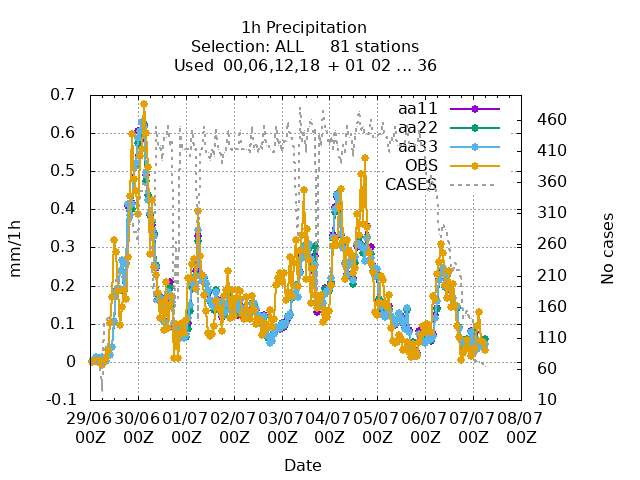 1h Precipitation
Selection: ALL 81 stations
Used 00,06,12,18 + 01 02 ... 36
0.7
0.6
0.5
0.4
0.3
0.2
0.1
0
-0.1
mm/1h
aa11
aa22
aa33
OBS
CASES
460
410
360
310
260
210
160
110
60
10
No cases
29/06 30/06 01/07 02/07 03/07 04/07 05/07 06/07 07/07 08/07
00Z 00Z 00Z 00Z 00Z 00Z 00Z 00Z 00Z 00Z
Date